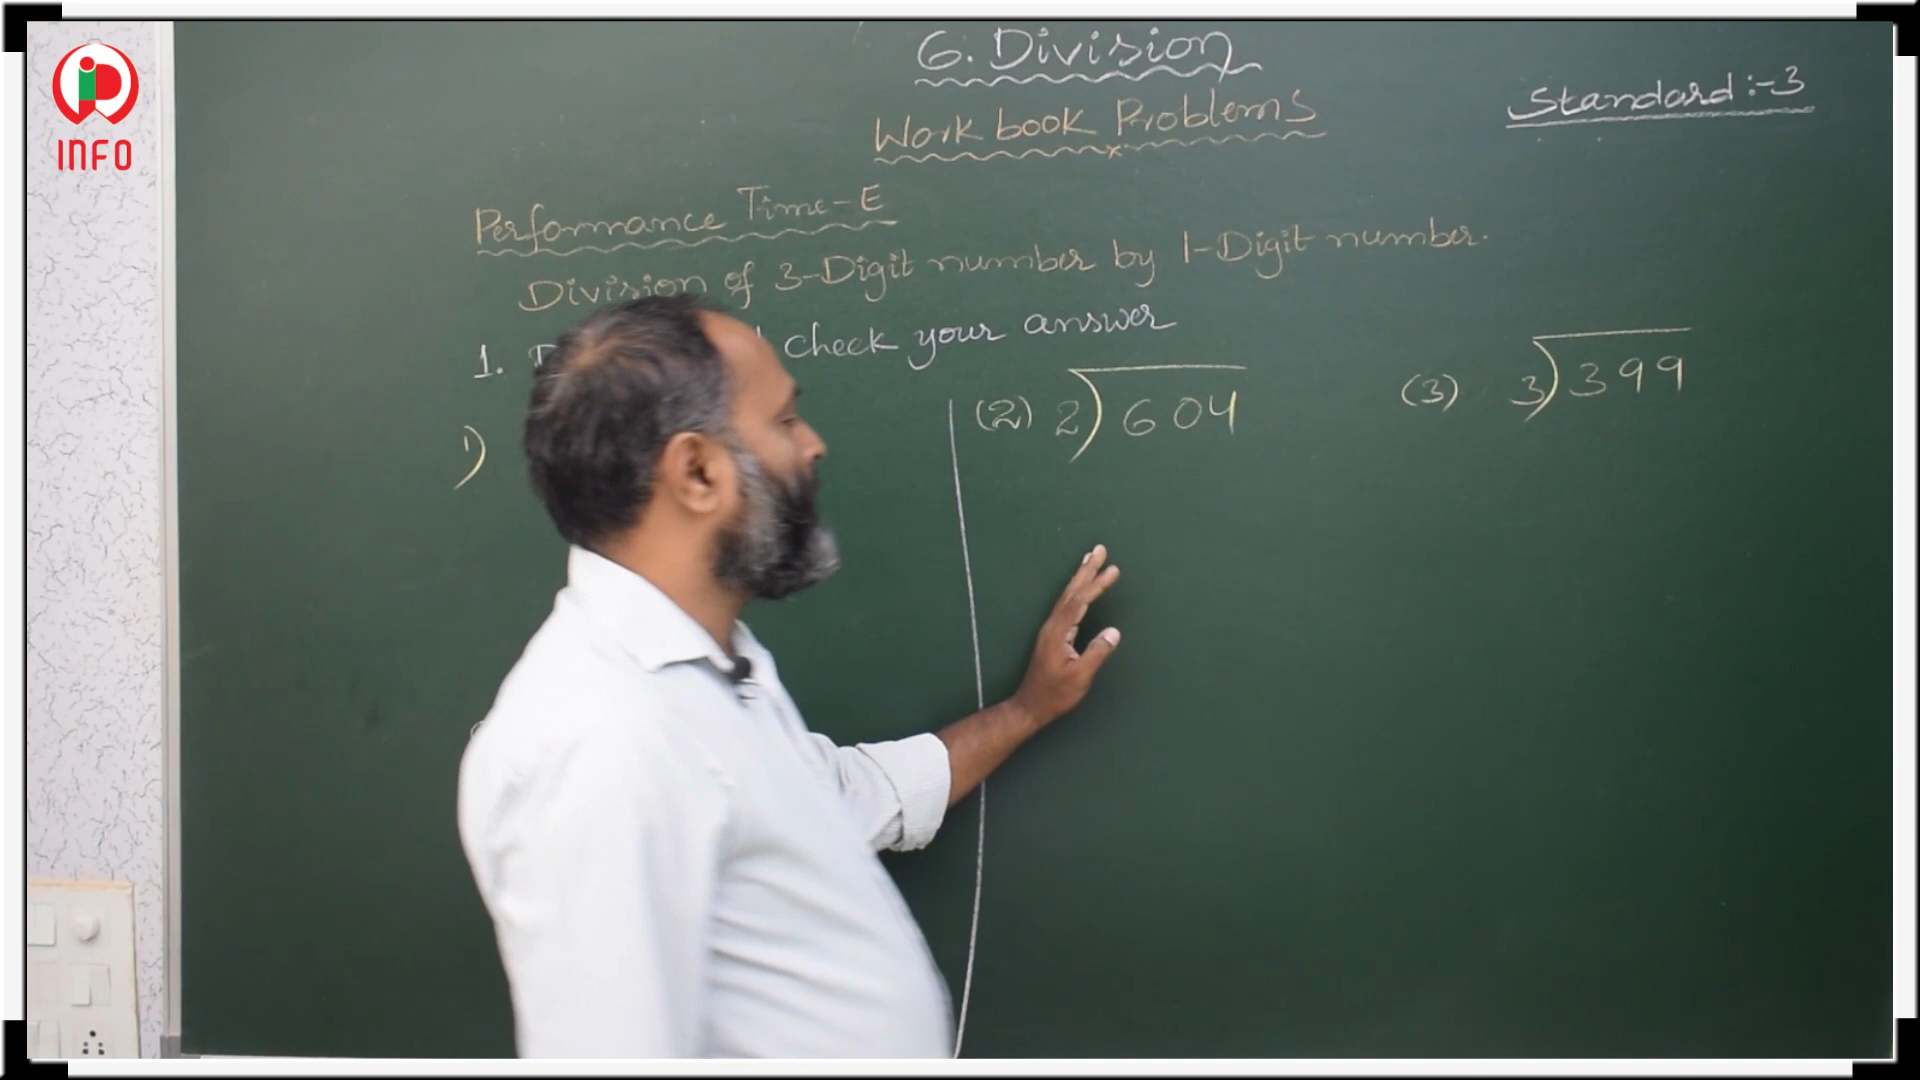 INFO
6. Division
Work book Problems
Standard :- 3
Performance Time-E
Division of 3-Digit number by 1-Digit number.
1. check your answer
1)
(2) 2)604
(3) 3)399